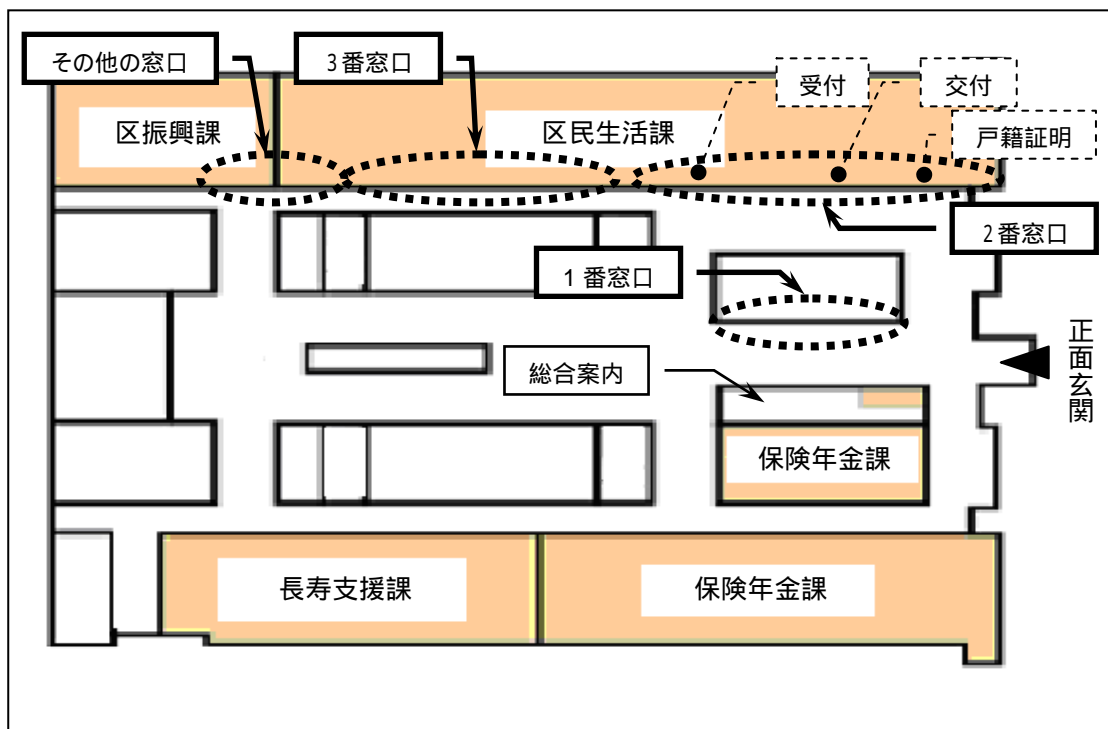 その他の窓口
3番窓口
受付
交付
区振興課
区民生活課
戸籍証明
2番窓口
1番窓口
正面玄関
総合案内
保険年金課
長寿支援課
保険年金課